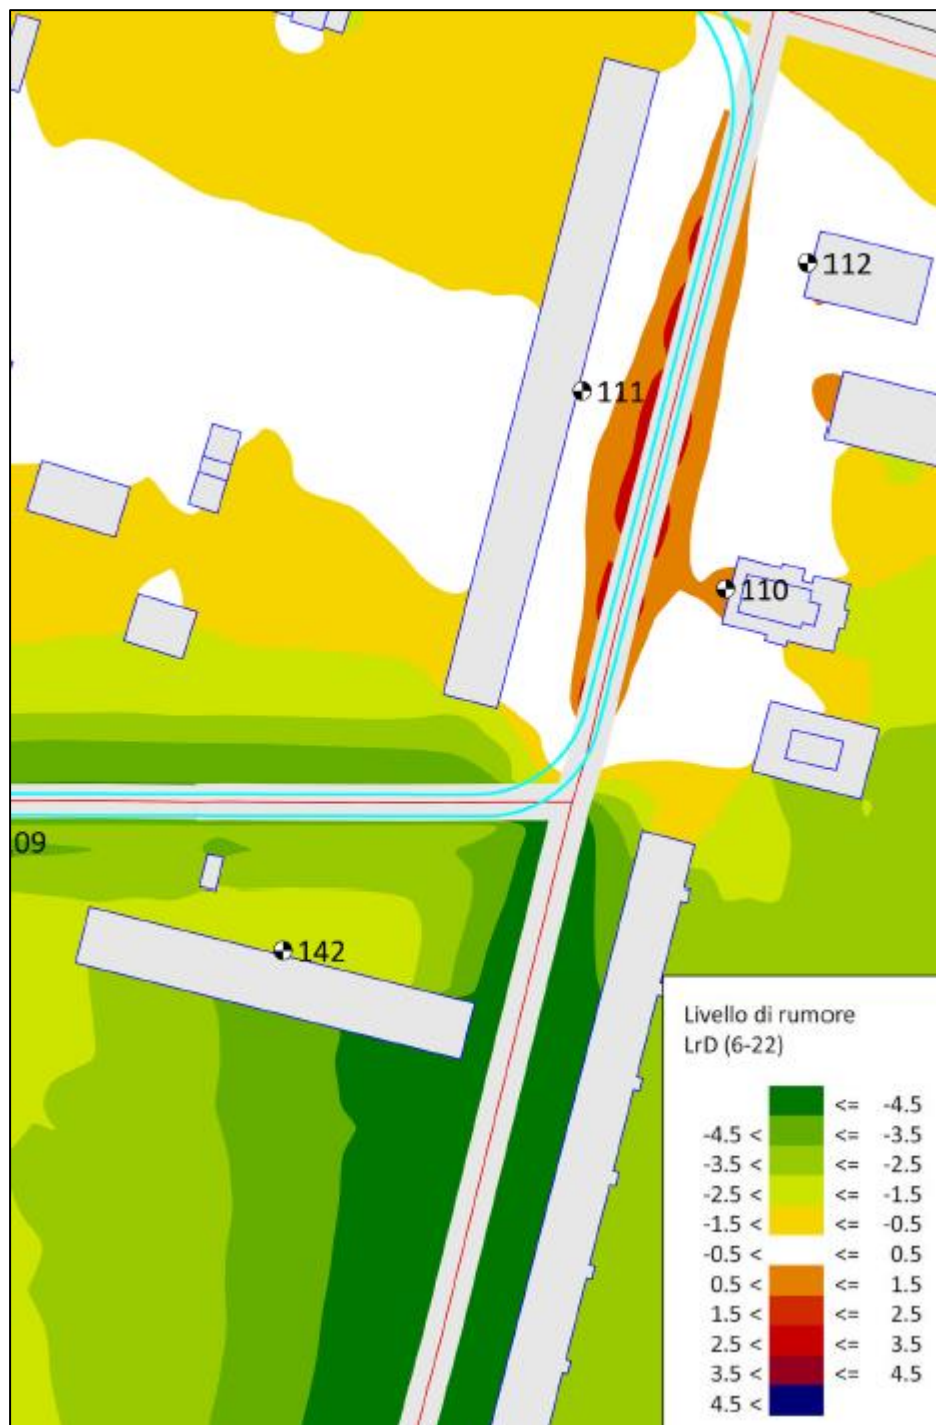 112
111
110
09
142
Livello di rumore
LrD (6-22)
<= -4.5
-4.5 < <= -3.5
-3.5 < <= -2.5
-2.5 < <= -1.5
-1.5 < <= -0.5
-0.5 < <= 0.5
0.5 < <= 1.5
1.5 < <= 2.5
2.5 < <= 3.5
3.5 < <= 4.5
4.5 <